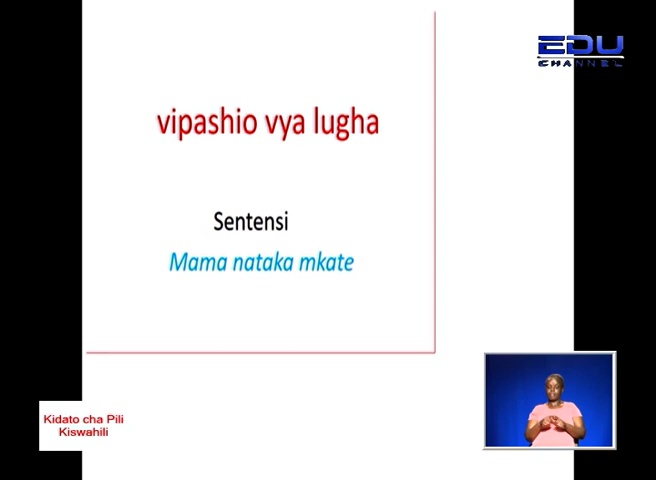 EDU
CHANNEL
vipashio vya lugha
Sentensi
Mama nataka mkate
Kidato cha Pili
Kiswahili